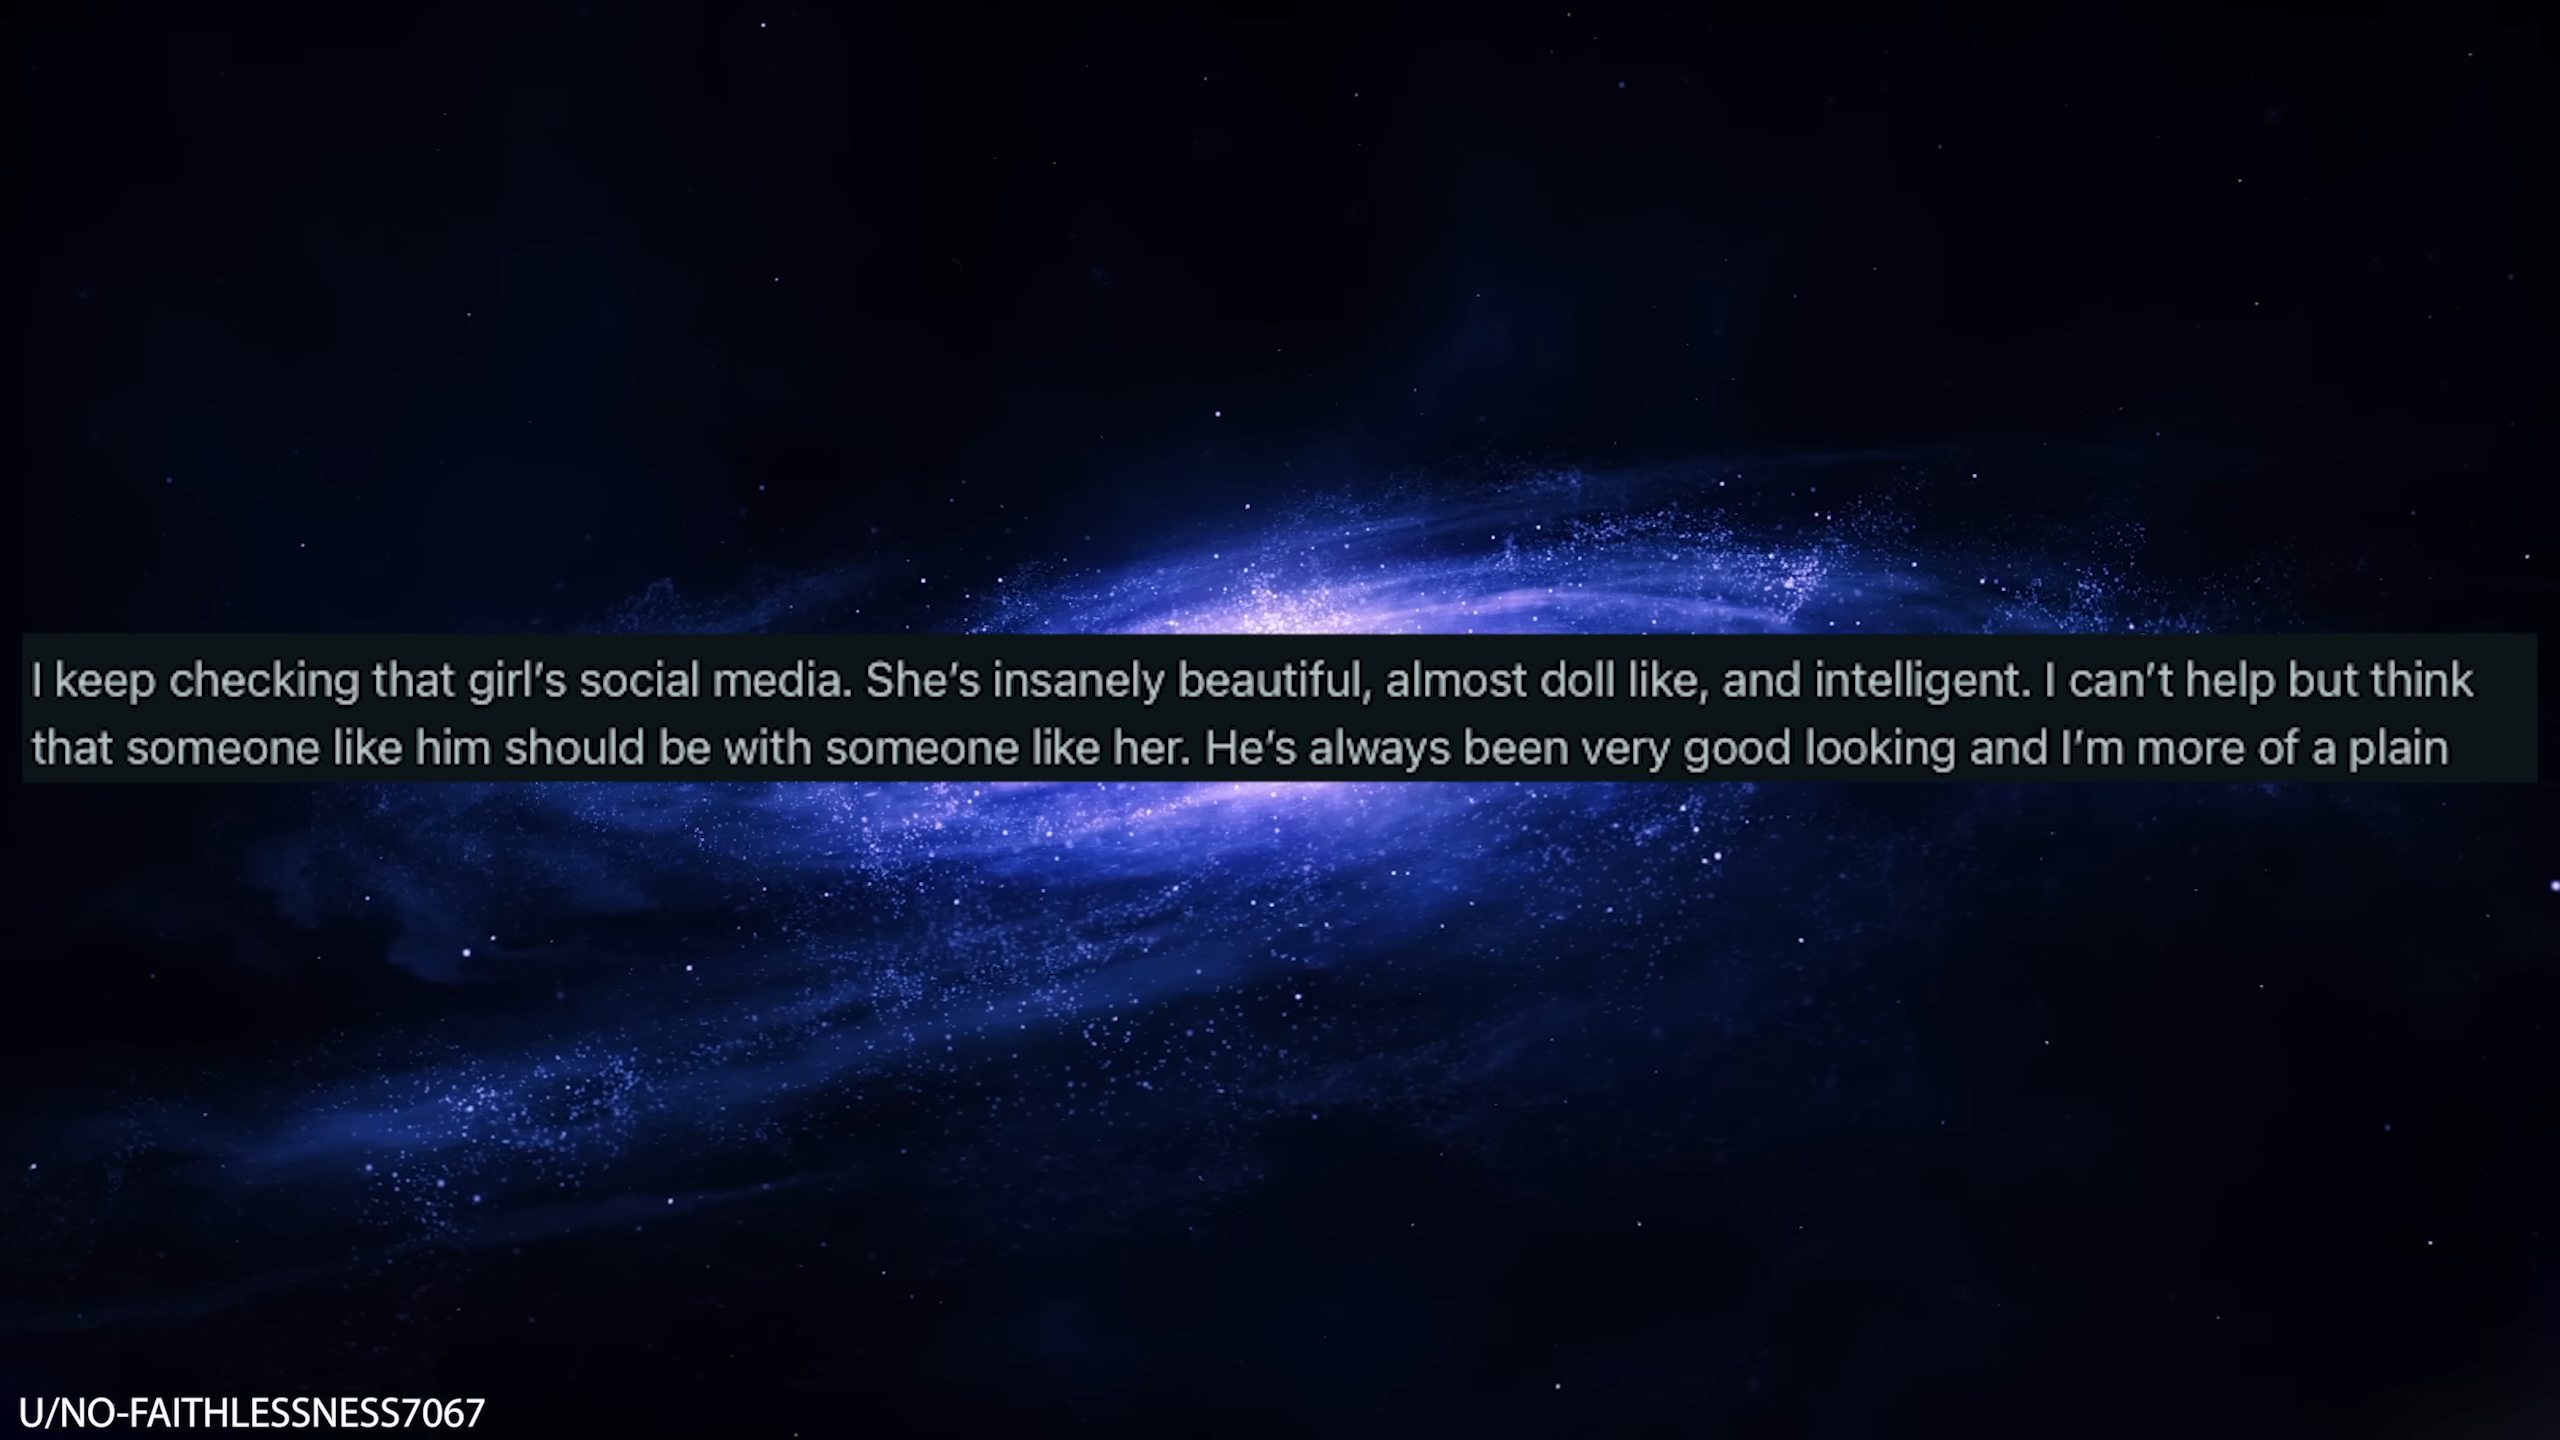 I keep checking that girl’s social media. She’s insanely beautiful, almost doll like, and intelligent. I can’t help but think
that someone like him should be with someone like her. He’s always been very good looking and I’m more of a plain
U/NO-FAITHLESSNESS7067